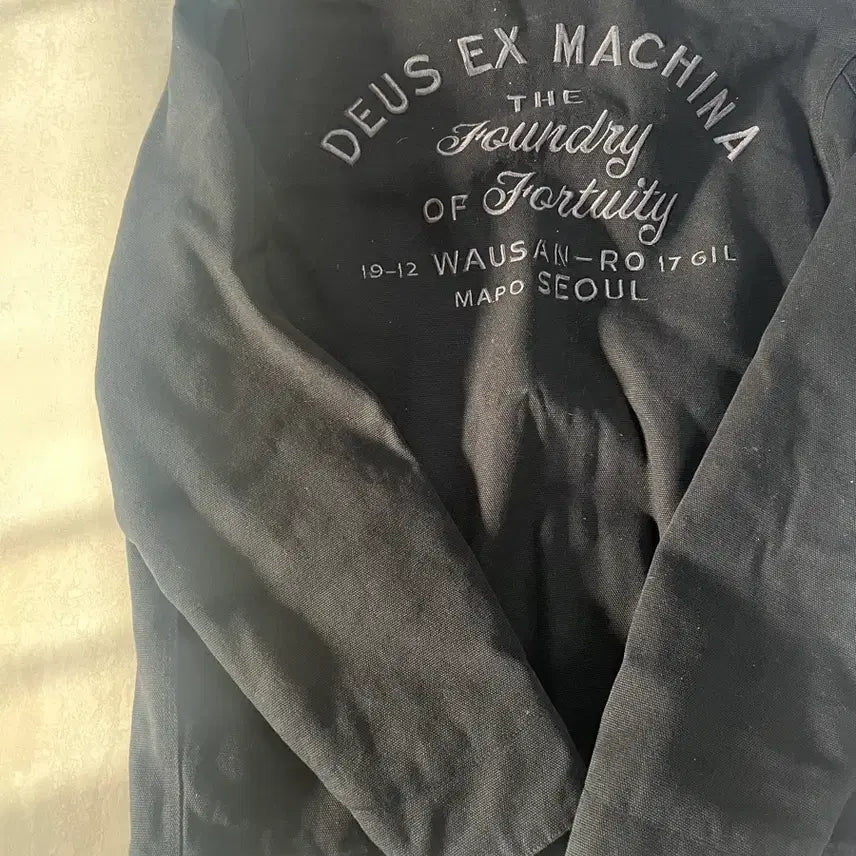 DEUS EX MACHINA
THE
Foundry
OF Fortuity
19-12 WAUSAN-RO 17 GIL
MAPO SEOUL